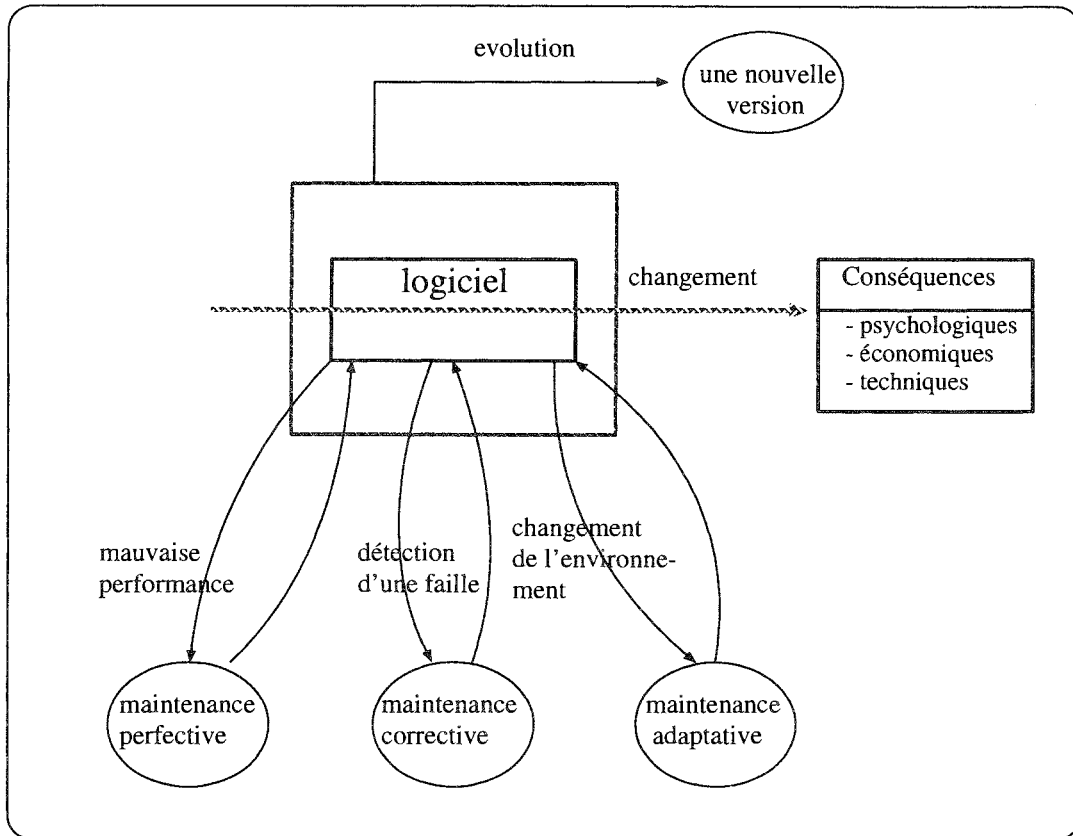 evolution
une nouvelle
version
logiciel
changement
Conséquences
- psychologiques
- économiques
- techniques
mauvaise
performance
détection
d'une faille
changement
de l'environne-
ment
maintenance
perfective
maintenance
corrective
maintenance
adaptative